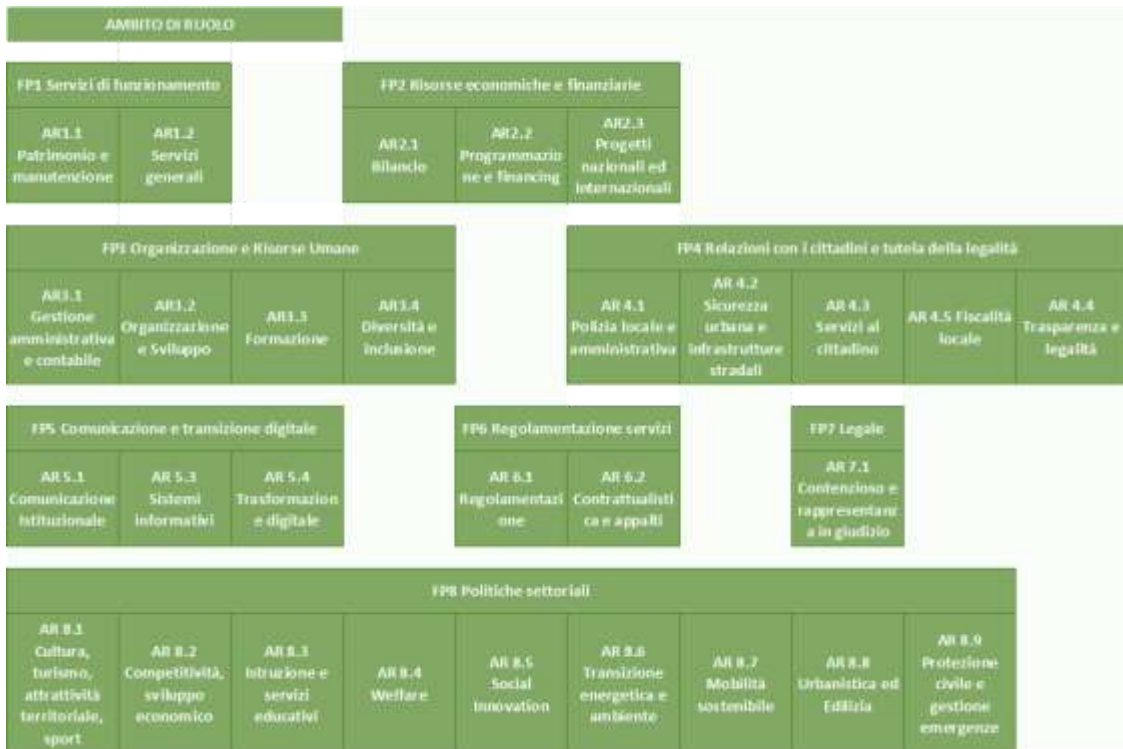 AMBITO DI RUOLO
FP1 Servizi di funzionamento
FP2 Risorse economiche e finanziarie
AR1.1
Patrimonio e
manutenzione
AR1.2
Servizi
generali
AR2.1
Bilancio
AR2.2
Programmazio
ne e financing
AR2.3
Progetti
nazionali ed
internazionali
FP3 Organizzazione e Risorse Umane
FP4 Relazioni con i cittadini e tutela della legalità
AR3.1
Gestione
amministrativa
e contabile
AR3.2
Organizzazione
e Sviluppo
AR3.3
Formazione
AR3.4
Diversità e
inclusione
AR 4.1
Polizia locale e
amministrativa
AR 4.2
Sicurezza
urbana e
infrastrutture
stradali
AR 4.3
Servizi al
cittadino
AR 4.5 Fiscalità
locale
AR 4.4
Trasparenza e
legalità
FP5 Comunicazione e transizione digitale
FP6 Regolamentazione servizi
FP7 Legale
AR 5.1
Comunicazione
Istituzionale
AR 5.3
Sistemi
informativi
AR 5.4
Trasformazion
e digitale
AR 6.1
Regolamentazi
one
AR 6.2
Contrattualisti
ca e appalti
AR 7.1
Contenzioso e
rappresentanz
a in giudizio
FP8 Politiche settoriali
AR 8.1
Cultura,
turismo,
attrattività
territoriale,
sport
AR 8.2
Competitività,
sviluppo
economico
AR 8.3
Istruzione e
servizi
educativi
AR 8.4
Welfare
AR 8.5
Social
Innovation
AR 8.6
Transizione
energetica e
ambiente
AR 8.7
Mobilità
sostenibile
AR 8.8
Urbanistica ed
Edilizia
AR 8.9
Protezione
civile e
gestione
emergenze